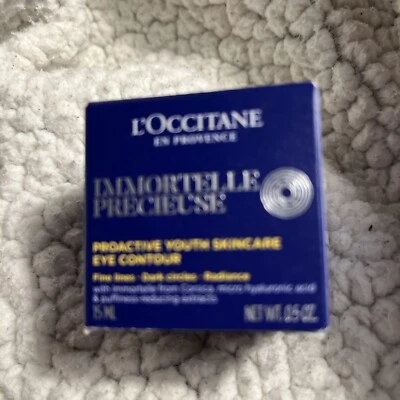 L'OCCITANE
EN PROVENCE
IMMORTELLE
PRECIEUSE
PROACTIVE YOUTH SKINCARE
EYE CONTOUR
Fine lines · Dark circles · Radiance
with immortelle from Corsica, micro hyaluronic acid
& puffiness-reducing extracts
15 ML NET WT. 0.5 OZ.